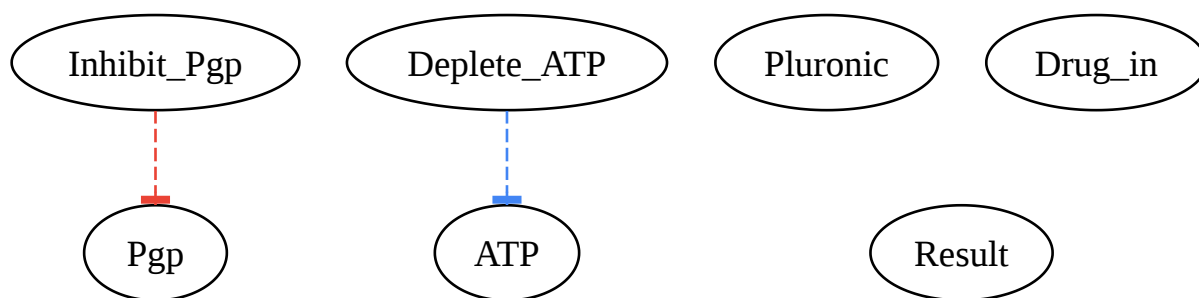 Inhibit_Pgp
Deplete_ATP
Pluronic
Drug_in
Pgp
ATP
Result